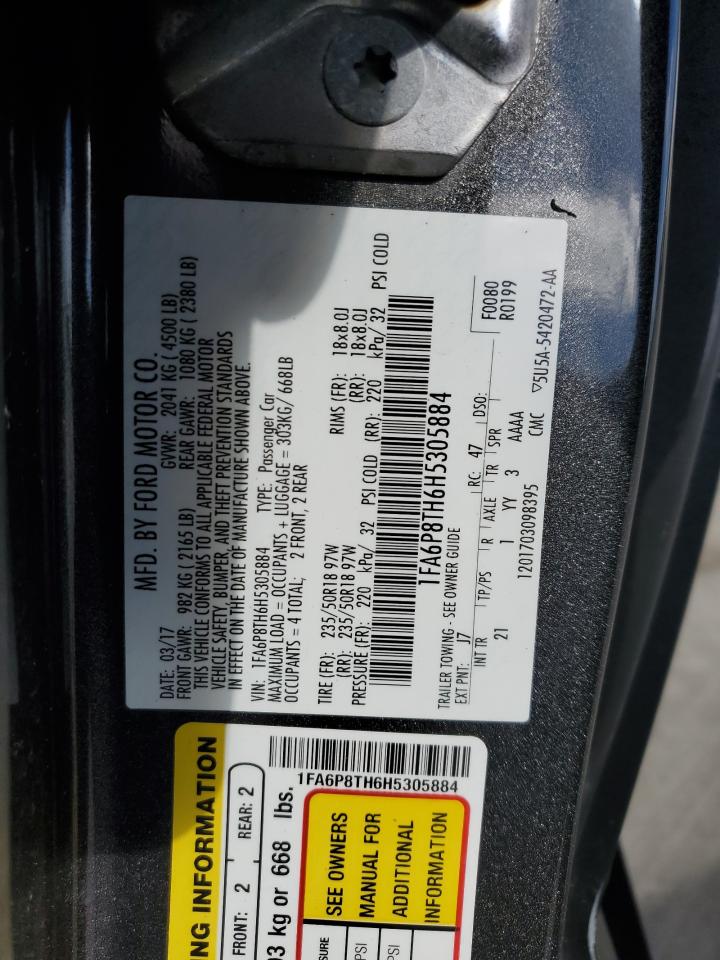 MFD. BY FORD MOTOR CO.
DATE: 03/17 GVWR: 2041 KG ( 4500 LB)
FRONT GAWR: 982 KG ( 2165 LB) REAR GAWR: 1080 KG ( 2380 LB)
THIS VEHICLE CONFORMS TO ALL APPLICABLE FEDERAL MOTOR
VEHICLE SAFETY, BUMPER, AND THEFT PREVENTION STANDARDS
IN EFFECT ON THE DATE OF MANUFACTURE SHOWN ABOVE.
VIN: 1FA6P8TH6H5305884 TYPE: Passenger Car
MAXIMUM LOAD = OCCUPANTS + LUGGAGE = 303KG/ 668LB
OCCUPANTS = 4 TOTAL; 2 FRONT, 2 REAR
TIRE (FR): 235/50R18 97W RIMS (FR): 18x8.0J
(RR): 235/50R18 97W (RR): 18x8.0J
PRESSURE (FR): 220 kPa/ 32 PSI COLD (RR): 220 kPa/ 32 PSI COLD
1FA6P8TH6H5305884
TRAILER TOWING - SEE OWNER GUIDE
EXT PNT: J7 RC: 47 DSO: F0080
INT TR TP/PS R AXLE TR SPR R0199
21 1 YY 3 AAAA
1201703098395 CMC ▽5U5A-5420472-AA
NG INFORMATION
FRONT: 2 REAR: 2
03 kg or 668 lbs.
1FA6P8TH6H5305884
SEE OWNERS
MANUAL FOR
ADDITIONAL
INFORMATION
SURE
PSI
PSI